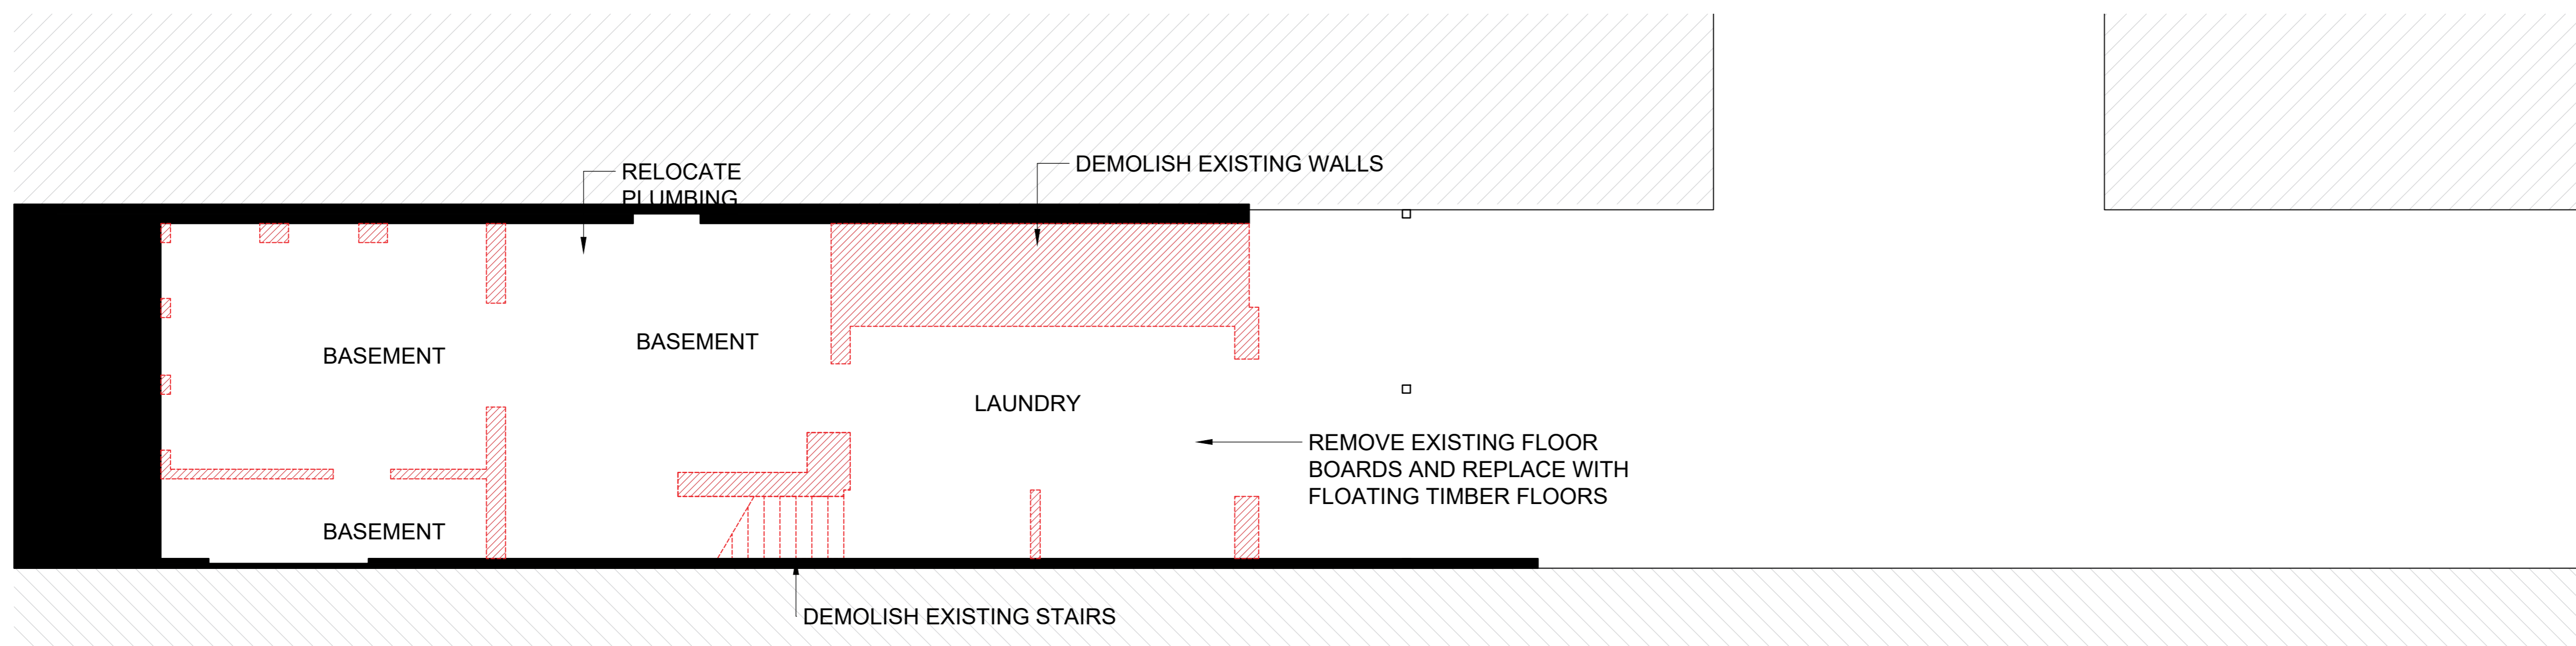 RELOCATE
PLUMBING
DEMOLISH EXISTING WALLS
BASEMENT
BASEMENT
LAUNDRY
REMOVE EXISTING FLOOR
BOARDS AND REPLACE WITH
FLOATING TIMBER FLOORS
BASEMENT
DEMOLISH EXISTING STAIRS